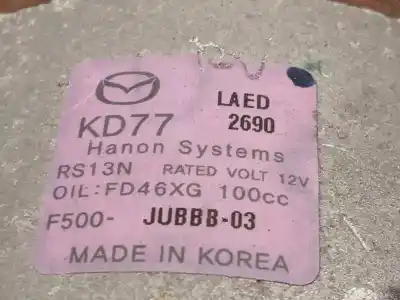 LAED
KD77 2690
Hanon Systems
RS13N RATED VOLT 12V
OIL:FD46XG 100cc
F500- JUBBB-03
MADE IN KOREA